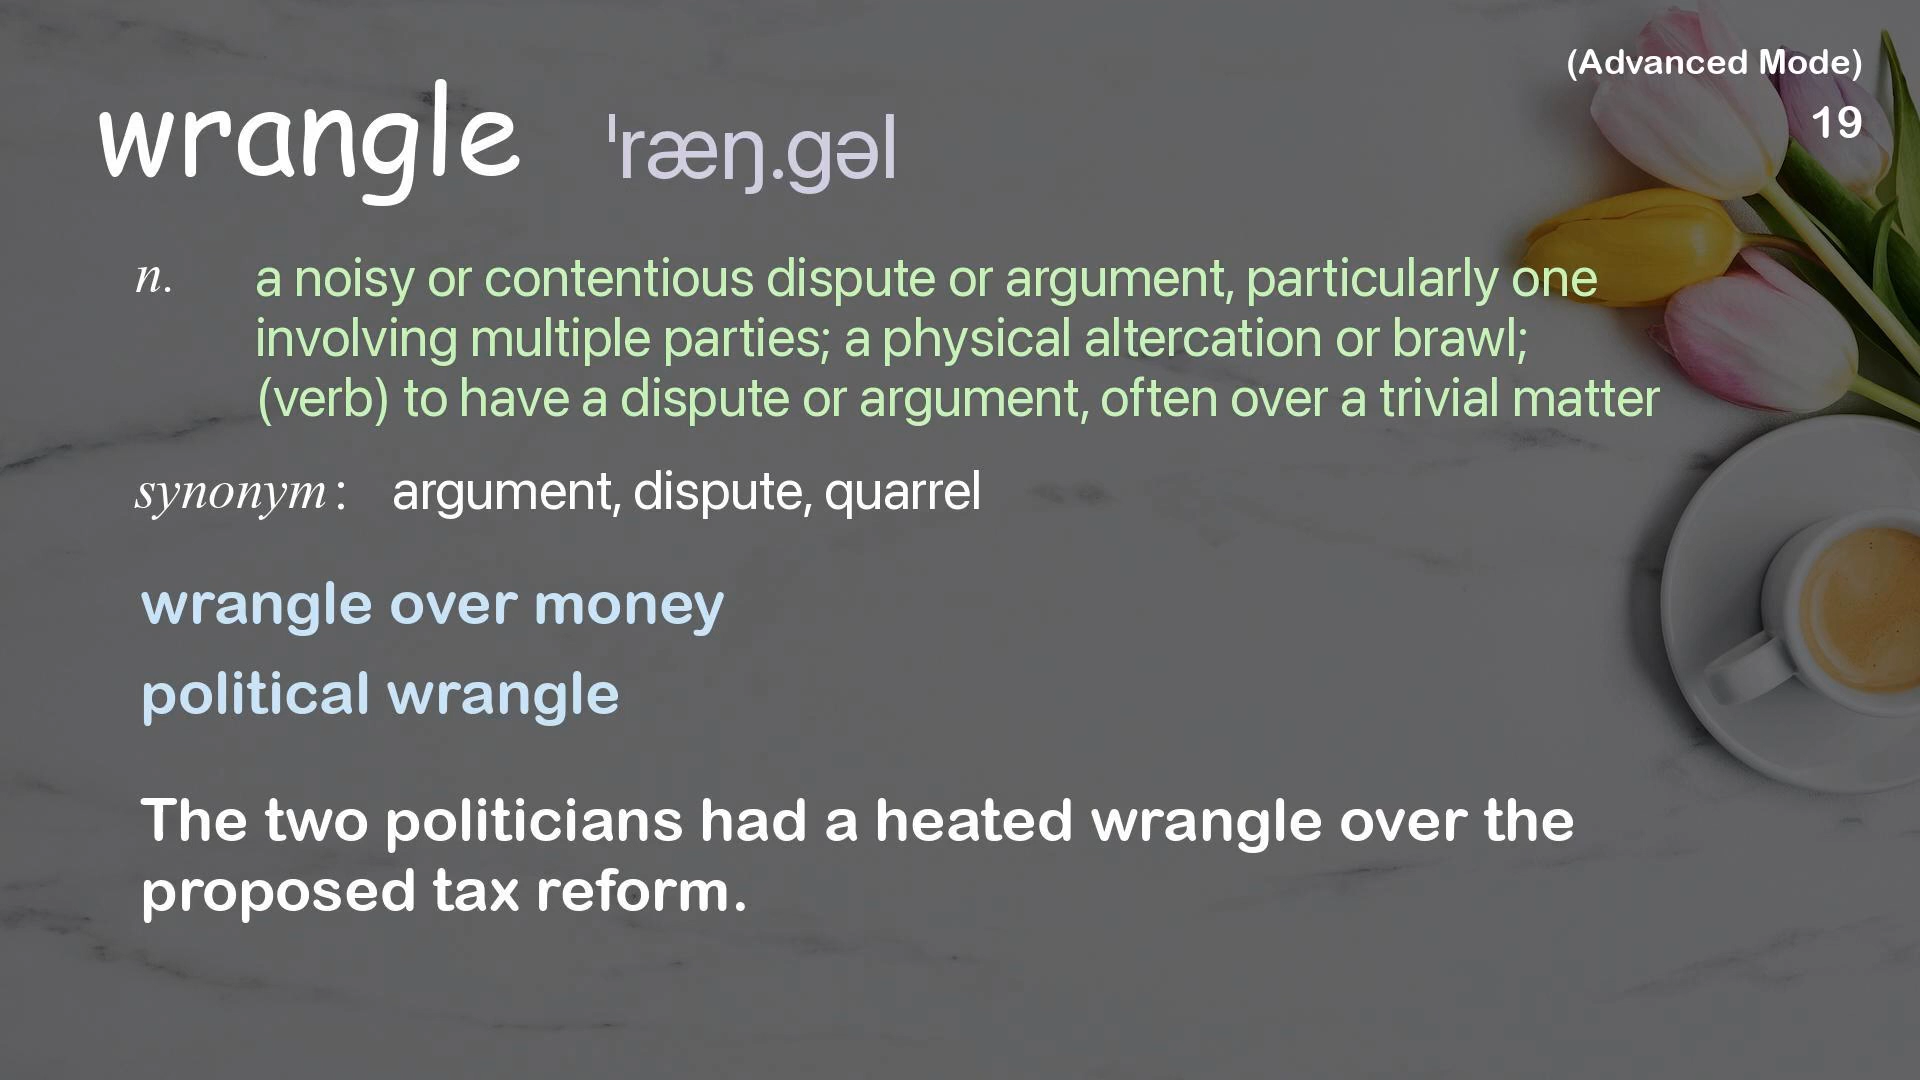 (Advanced Mode)
19
wrangle ˈræŋ.gəl
n. a noisy or contentious dispute or argument, particularly one
involving multiple parties; a physical altercation or brawl;
(verb) to have a dispute or argument, often over a trivial matter
synonym: argument, dispute, quarrel
wrangle over money
political wrangle
The two politicians had a heated wrangle over the
proposed tax reform.